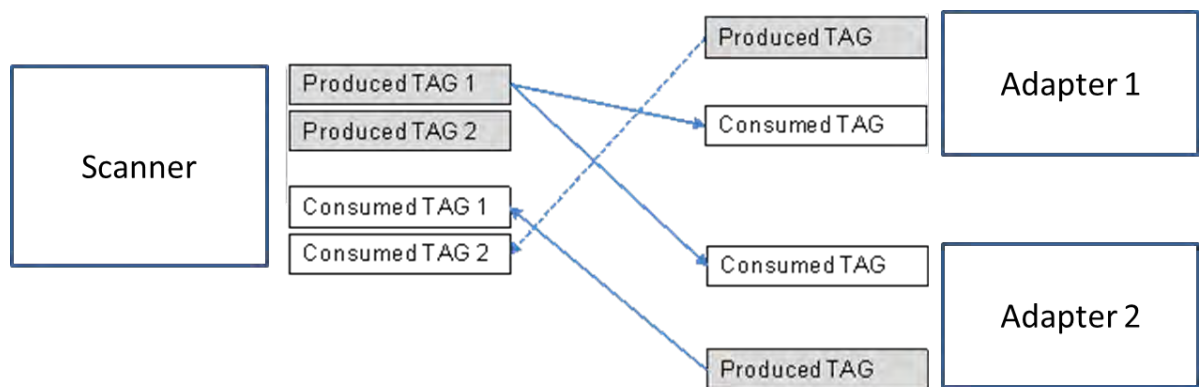 Scanner
Produced TAG 1
Produced TAG 2
Consumed TAG 1
Consumed TAG 2
Produced TAG
Consumed TAG
Adapter 1
Consumed TAG
Produced TAG
Adapter 2